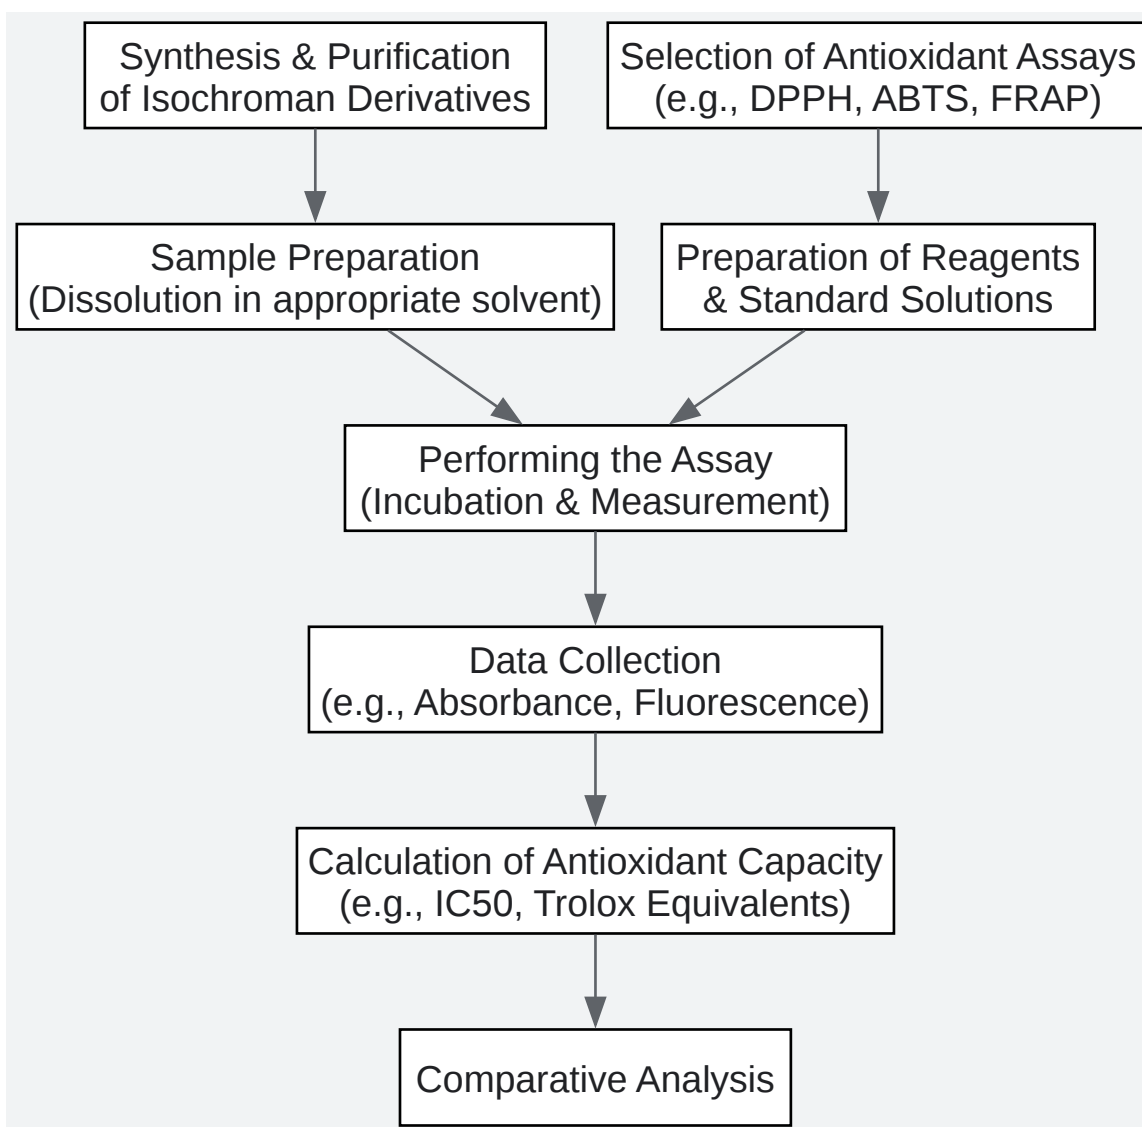 Synthesis & Purification
of Isochroman Derivatives
Selection of Antioxidant Assays
(e.g., DPPH, ABTS, FRAP)
Sample Preparation
(Dissolution in appropriate solvent)
Preparation of Reagents
& Standard Solutions
Performing the Assay
(Incubation & Measurement)
Data Collection
(e.g., Absorbance, Fluorescence)
Calculation of Antioxidant Capacity
(e.g., IC50, Trolox Equivalents)
Comparative Analysis